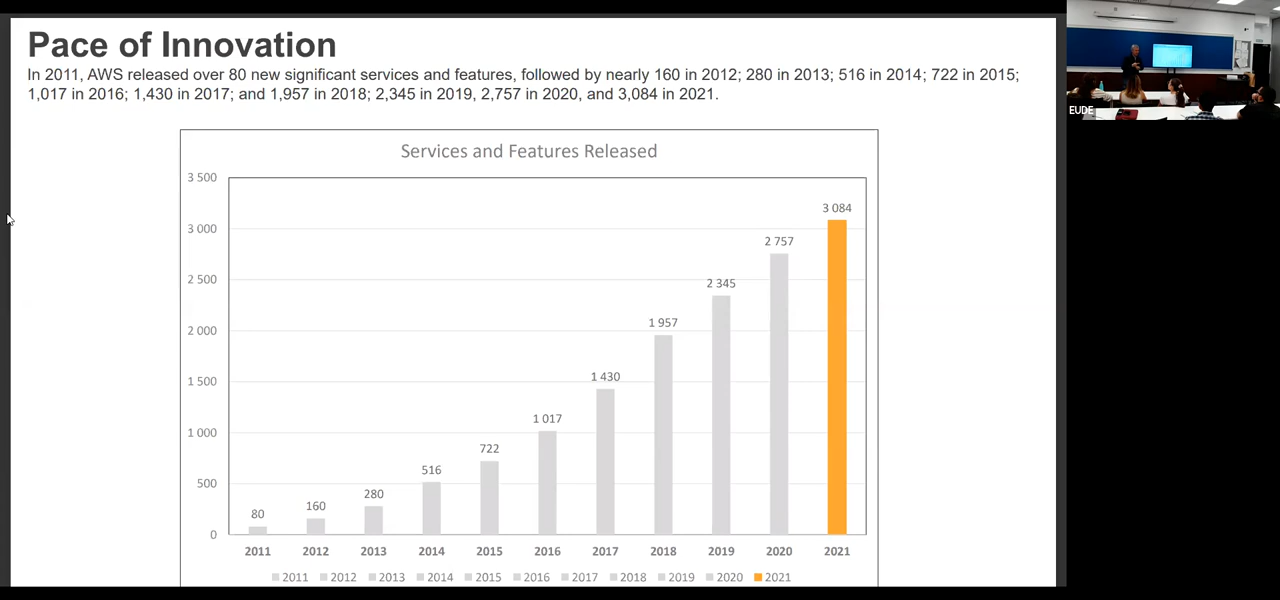 Pace of Innovation
In 2011, AWS released over 80 new significant services and features, followed by nearly 160 in 2012; 280 in 2013; 516 in 2014; 722 in 2015;
1,017 in 2016; 1,430 in 2017; and 1,957 in 2018; 2,345 in 2019, 2,757 in 2020, and 3,084 in 2021.
Services and Features Released
3 500
3 000
2 500
2 000
1 500
1 000
500
0
80
160
280
516
722
1 017
1 430
1 957
2 345
2 757
3 084
2011 2012 2013 2014 2015 2016 2017 2018 2019 2020 2021
2011 2012 2013 2014 2015 2016 2017 2018 2019 2020 2021
EUDE